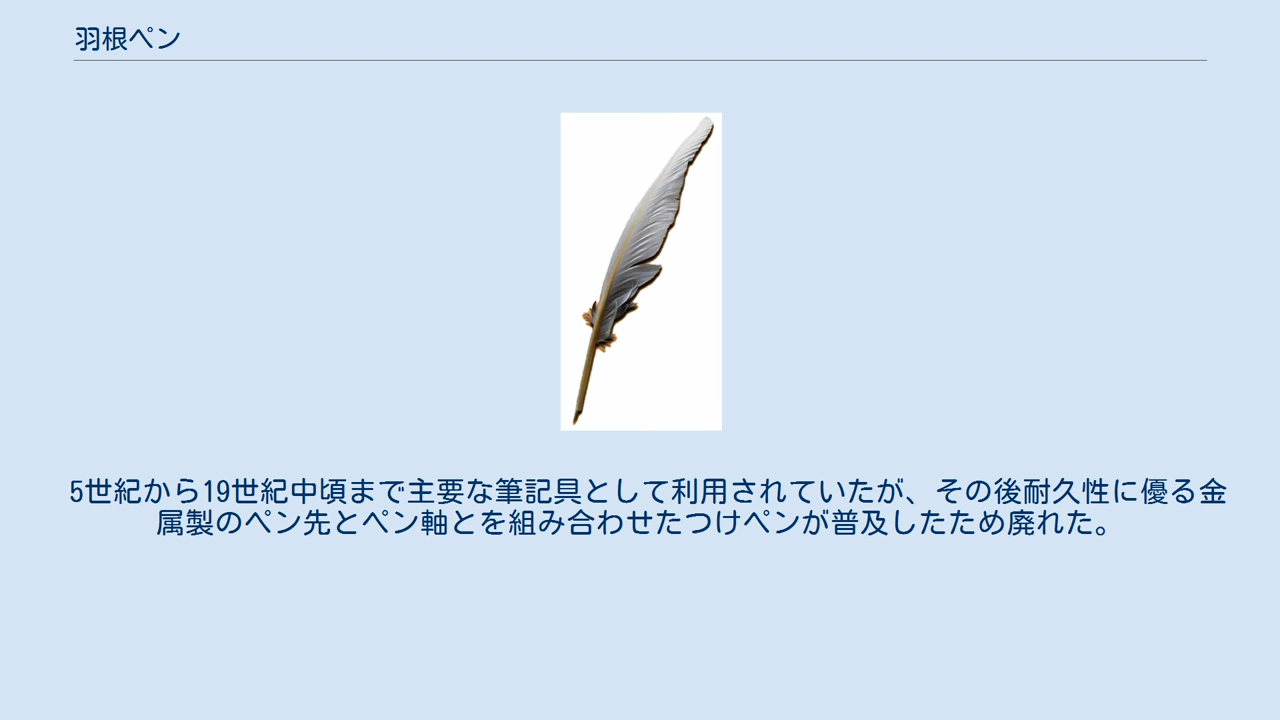 羽根ペン
5世紀から19世紀中頃まで主要な筆記具として利用されていたが、その後耐久性に優る金
属製のペン先とペン軸とを組み合わせたつけペンが普及したため廃れた。